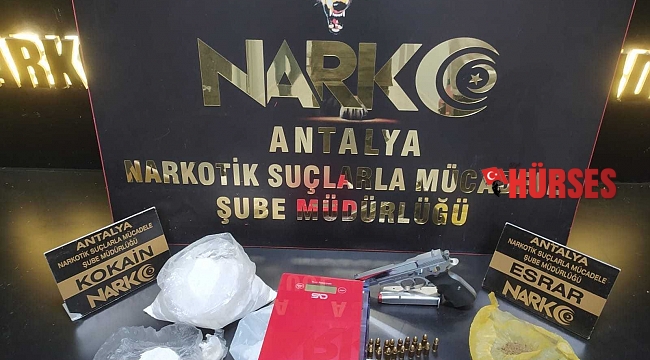 NARKO
ANTALYA
NARKOTİK SUÇLARLA MÜCADELE
ŞUBE MÜDÜRLÜĞÜ
HÜRSES
ANTALYA
NARKOTİK SUÇLARLA MÜCADELE
ŞUBE MÜDÜRLÜĞÜ
KOKAİN
NARKO
ANTALYA
NARKOTİK SUÇLARLA MÜCADELE
ŞUBE MÜDÜRLÜĞÜ
ESRAR
NARKO